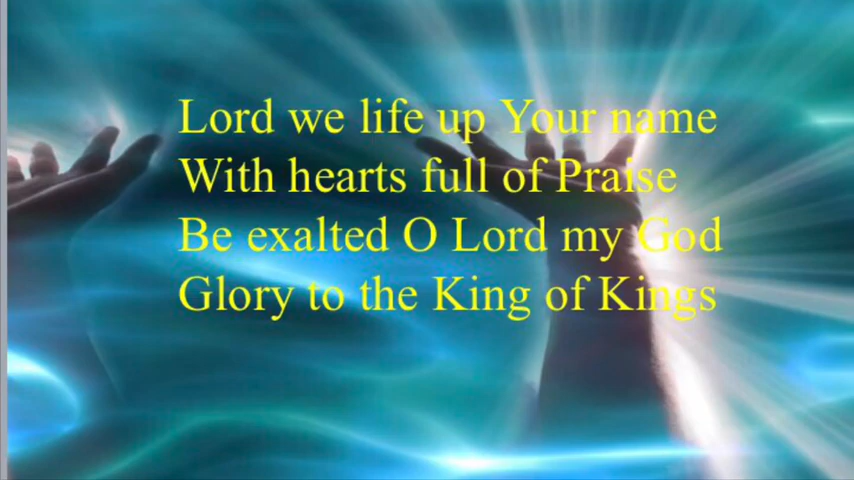 Lord we life up Your name
With hearts full of Praise
Be exalted O Lord my God
Glory to the King of Kings